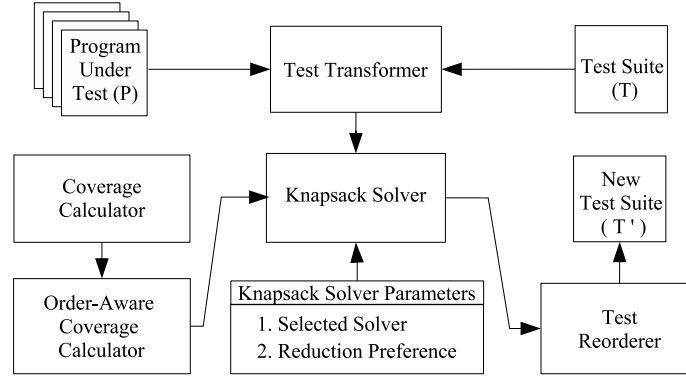 Program
Under
Test (P)
Test Transformer
Test Suite
(T)
Coverage
Calculator
Knapsack Solver
New
Test Suite
( T ' )
Order-Aware
Coverage
Calculator
Knapsack Solver Parameters
1. Selected Solver
2. Reduction Preference
Test
Reorderer